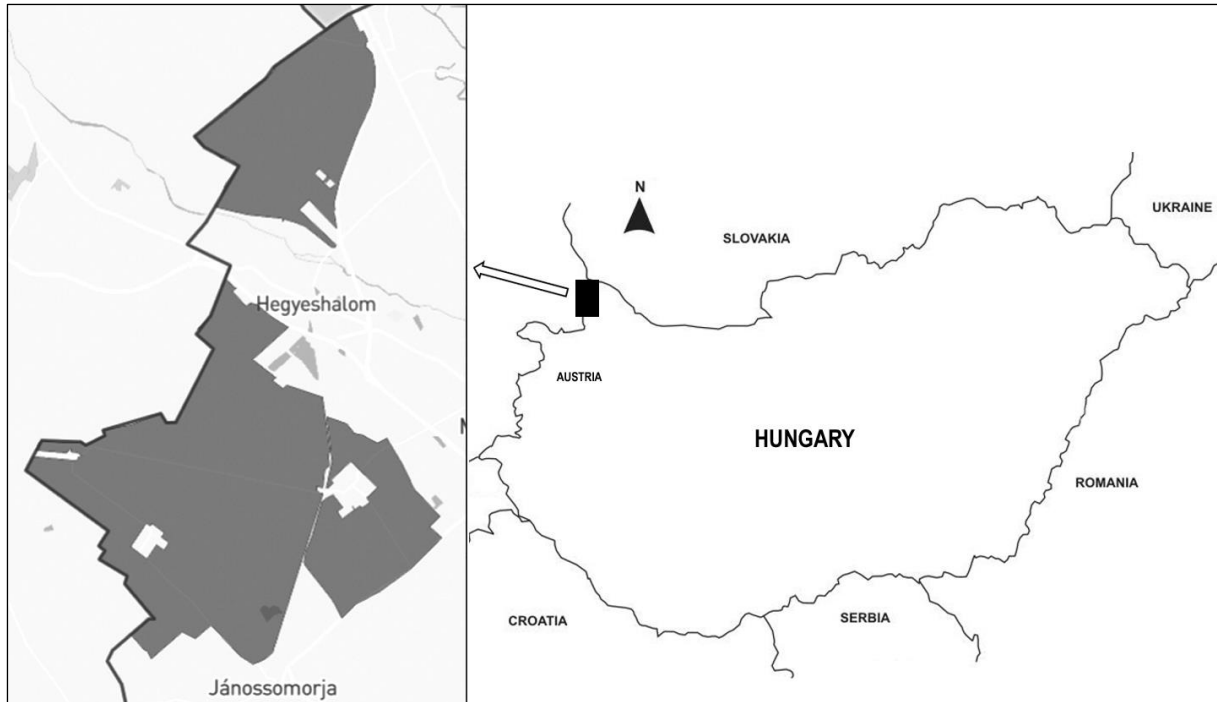 Hegyeshalom
Jánossomorja
N
SLOVAKIA
UKRAINE
AUSTRIA
HUNGARY
ROMANIA
CROATIA
SERBIA